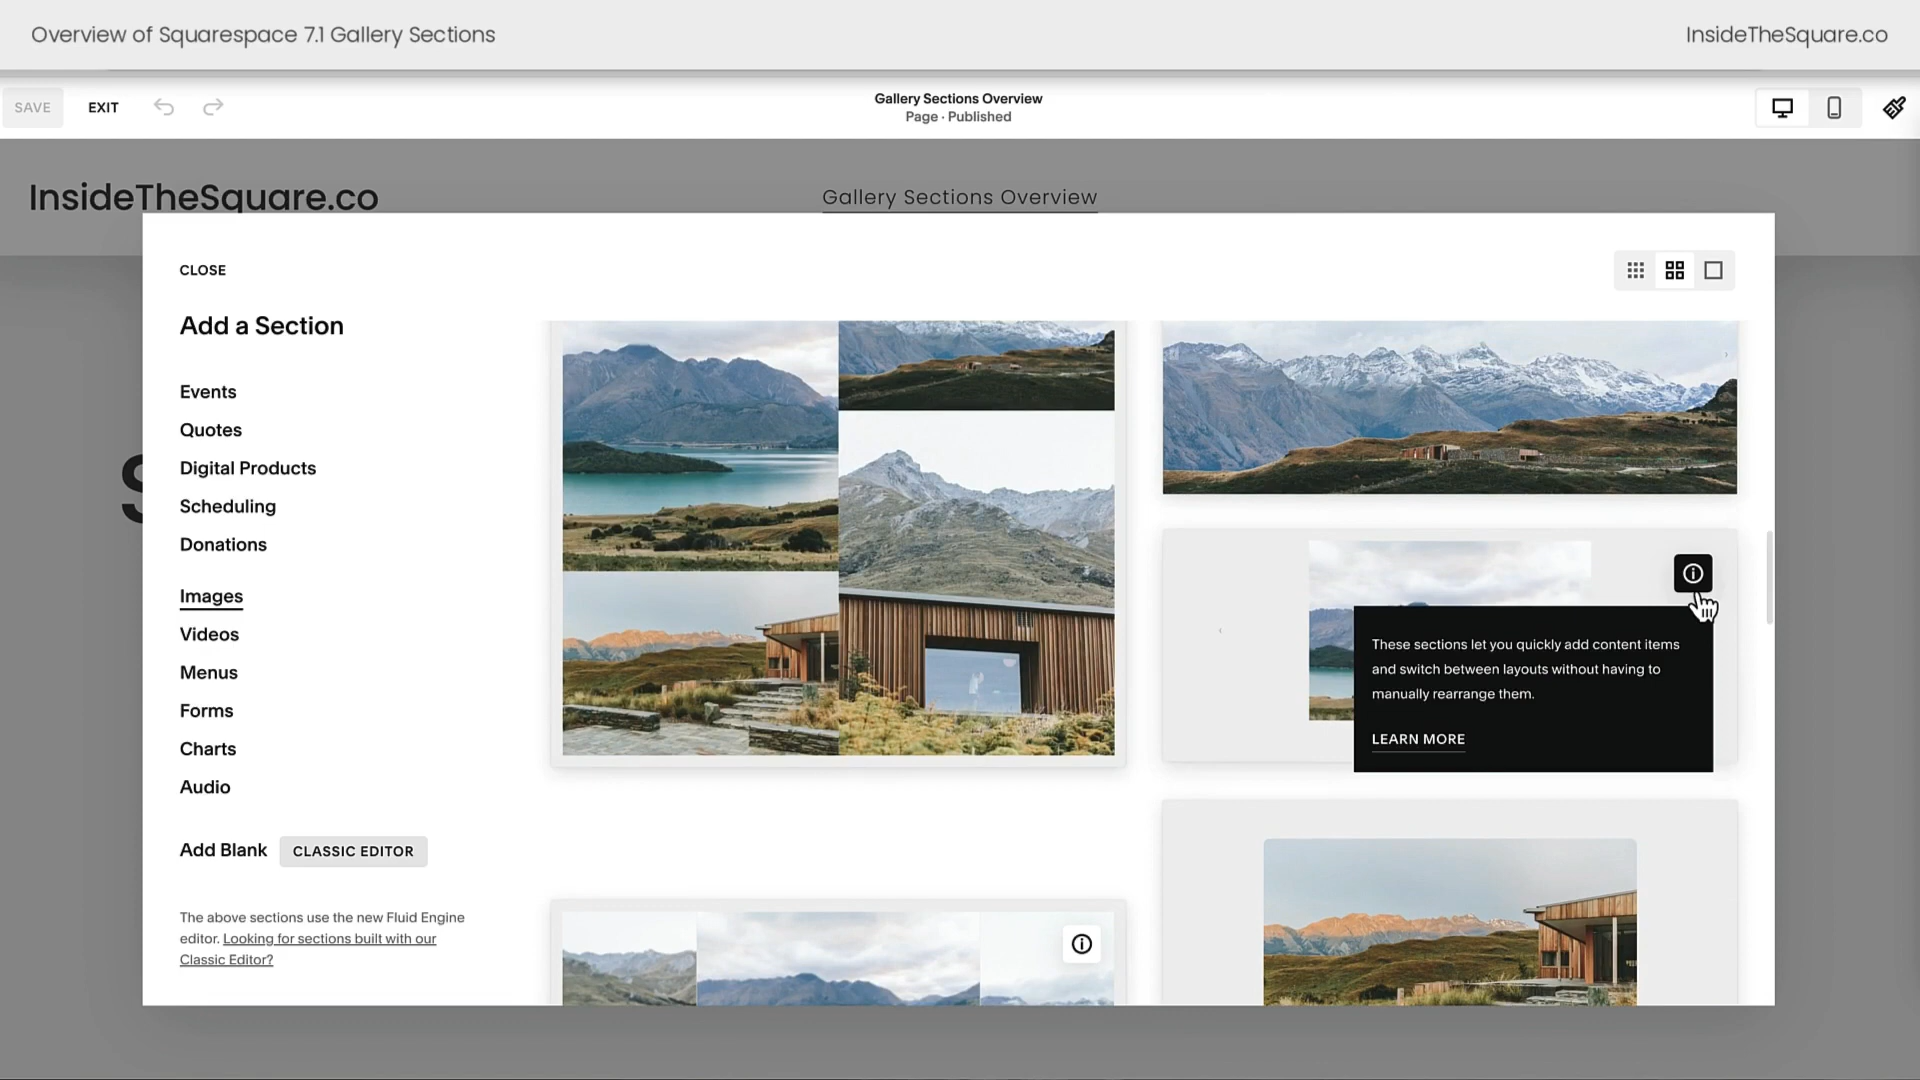 Overview of Squarespace 7.1 Gallery Sections
InsideTheSquare.co
SAVE
EXIT
Gallery Sections Overview
Page · Published
InsideTheSquare.co
Gallery Sections Overview
S
CLOSE
Add a Section
Events
Quotes
Digital Products
Scheduling
Donations
Images
Videos
Menus
Forms
Charts
Audio
Add Blank
CLASSIC EDITOR
The above sections use the new Fluid Engine
editor. Looking for sections built with our
Classic Editor?
These sections let you quickly add content items
and switch between layouts without having to
manually rearrange them.
LEARN MORE